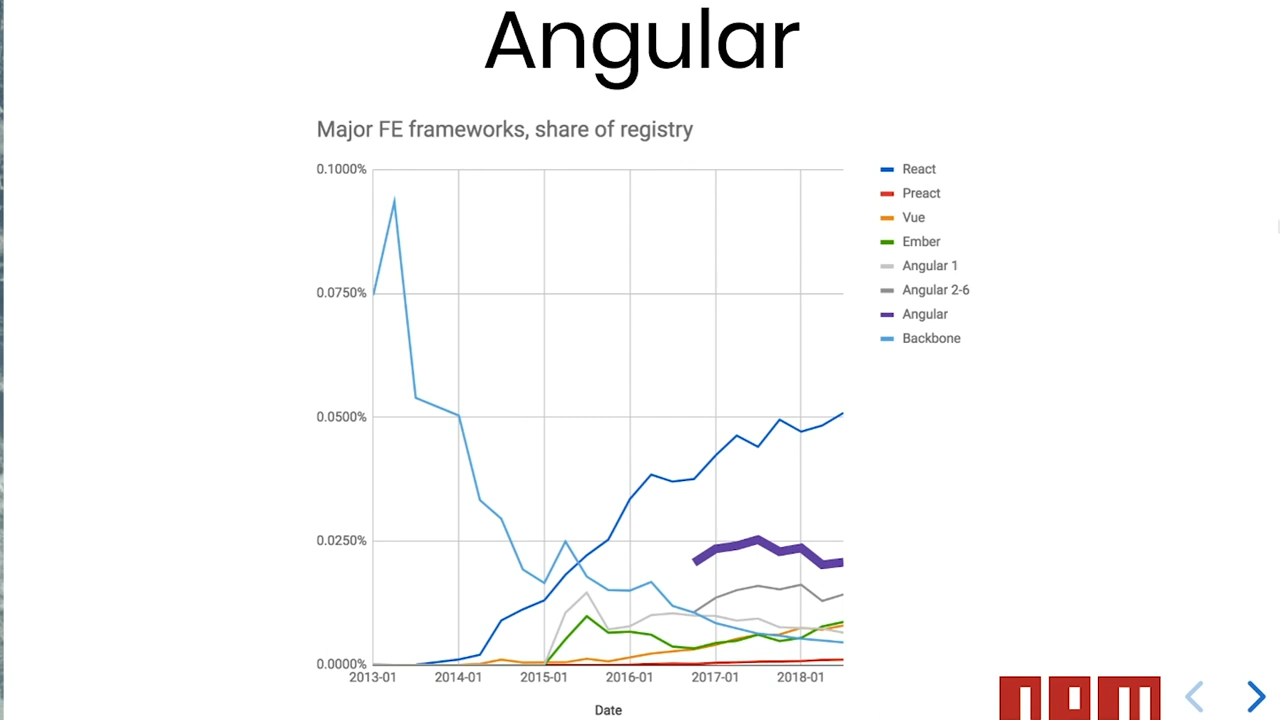 Angular
Major FE frameworks, share of registry
0.1000%
0.0750%
0.0500%
0.0250%
0.0000%
2013-01 2014-01 2015-01 2016-01 2017-01 2018-01
Date
React
Preact
Vue
Ember
Angular 1
Angular 2-6
Angular
Backbone
npm